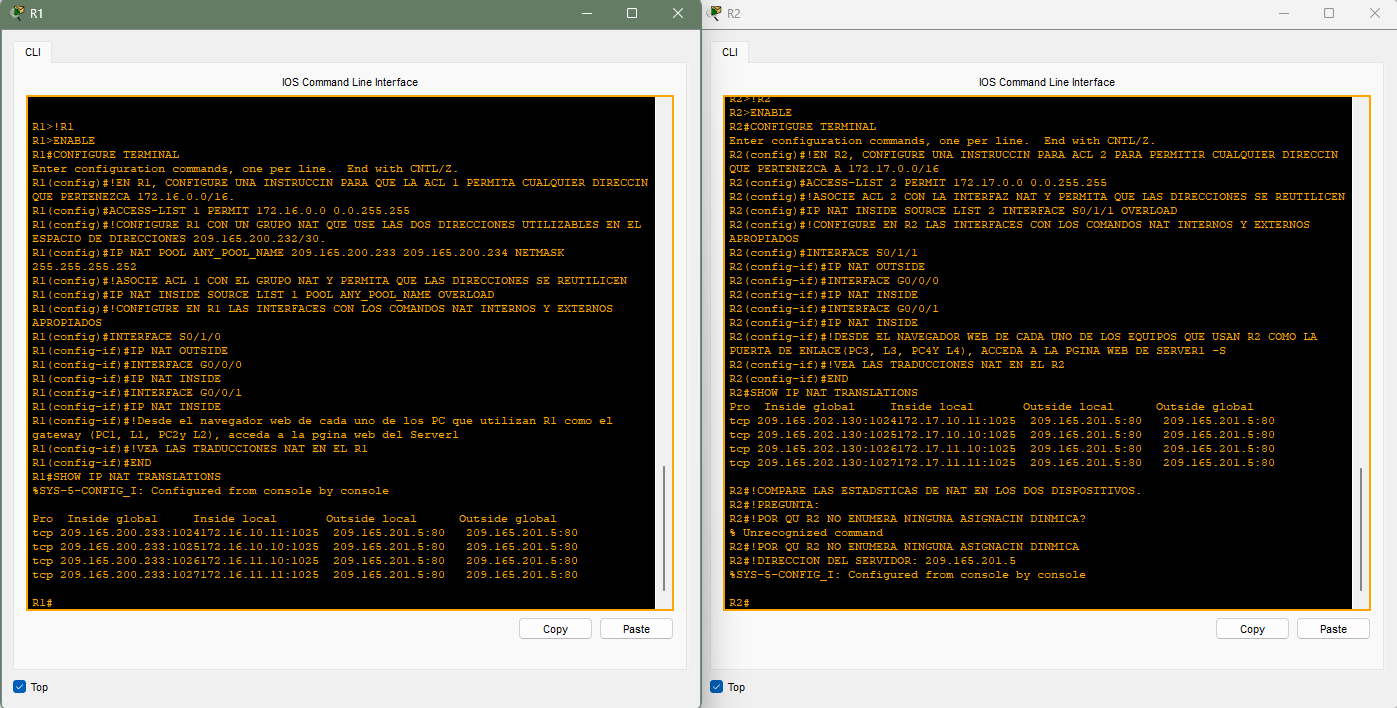 R1
CLI
IOS Command Line Interface
R1>!R1
R1>ENABLE
R1#CONFIGURE TERMINAL
Enter configuration commands, one per line.  End with CNTL/Z.
R1(config)#!EN R1, CONFIGURE UNA INSTRUCCIN PARA QUE LA ACL 1 PERMITA CUALQUIER DIRECCIN
QUE PERTENEZCA 172.16.0.0/16.
R1(config)#ACCESS-LIST 1 PERMIT 172.16.0.0 0.0.255.255
R1(config)#!CONFIGURE R1 CON UN GRUPO NAT QUE USE LAS DOS DIRECCIONES UTILIZABLES EN EL
ESPACIO DE DIRECCIONES 209.165.200.232/30.
R1(config)#IP NAT POOL ANY_POOL_NAME 209.165.200.233 209.165.200.234 NETMASK
255.255.255.252
R1(config)#!ASOCIE ACL 1 CON EL GRUPO NAT Y PERMITA QUE LAS DIRECCIONES SE REUTILICEN
R1(config)#IP NAT INSIDE SOURCE LIST 1 POOL ANY_POOL_NAME OVERLOAD
R1(config)#!CONFIGURE EN R1 LAS INTERFACES CON LOS COMANDOS NAT INTERNOS Y EXTERNOS
APROPIADOS
R1(config)#INTERFACE S0/1/0
R1(config-if)#IP NAT OUTSIDE
R1(config-if)#INTERFACE G0/0/0
R1(config-if)#IP NAT INSIDE
R1(config-if)#INTERFACE G0/0/1
R1(config-if)#IP NAT INSIDE
R1(config-if)#!Desde el navegador web de cada uno de los PC que utilizan R1 como el
gateway (PC1, L1, PC2y L2), acceda a la pgina web del Server1
R1(config-if)#!VEA LAS TRADUCCIONES NAT EN EL R1
R1(config-if)#END
R1#SHOW IP NAT TRANSLATIONS
%SYS-5-CONFIG_I: Configured from console by console
Pro  Inside global     Inside local       Outside local      Outside global
tcp 209.165.200.233:1024172.16.10.11:1025  209.165.201.5:80   209.165.201.5:80
tcp 209.165.200.233:1025172.16.10.10:1025  209.165.201.5:80   209.165.201.5:80
tcp 209.165.200.233:1026172.16.11.10:1025  209.165.201.5:80   209.165.201.5:80
tcp 209.165.200.233:1027172.16.11.11:1025  209.165.201.5:80   209.165.201.5:80
R1#
Copy
Paste
Top
R2
CLI
IOS Command Line Interface
R2>!R2
R2>ENABLE
R2#CONFIGURE TERMINAL
Enter configuration commands, one per line.  End with CNTL/Z.
R2(config)#!EN R2, CONFIGURE UNA INSTRUCCIN PARA ACL 2 PARA PERMITIR CUALQUIER DIRECCIN
QUE PERTENEZCA A 172.17.0.0/16
R2(config)#ACCESS-LIST 2 PERMIT 172.17.0.0 0.0.255.255
R2(config)#!ASOCIE ACL 2 CON LA INTERFAZ NAT Y PERMITA QUE LAS DIRECCIONES SE REUTILICEN
R2(config)#IP NAT INSIDE SOURCE LIST 2 INTERFACE S0/1/1 OVERLOAD
R2(config)#!CONFIGURE EN R2 LAS INTERFACES CON LOS COMANDOS NAT INTERNOS Y EXTERNOS
APROPIADOS
R2(config)#INTERFACE S0/1/1
R2(config-if)#IP NAT OUTSIDE
R2(config-if)#INTERFACE G0/0/0
R2(config-if)#IP NAT INSIDE
R2(config-if)#INTERFACE G0/0/1
R2(config-if)#IP NAT INSIDE
R2(config-if)#!DESDE EL NAVEGADOR WEB DE CADA UNO DE LOS EQUIPOS QUE USAN R2 COMO LA
PUERTA DE ENLACE(PC3, L3, PC4Y L4), ACCEDA A LA PGINA WEB DE SERVER1 -S
R2(config-if)#!VEA LAS TRADUCCIONES NAT EN EL R2
R2(config-if)#END
R2#SHOW IP NAT TRANSLATIONS
Pro  Inside global     Inside local       Outside local      Outside global
tcp 209.165.202.130:1024172.17.10.11:1025  209.165.201.5:80   209.165.201.5:80
tcp 209.165.202.130:1025172.17.10.10:1025  209.165.201.5:80   209.165.201.5:80
tcp 209.165.202.130:1026172.17.11.10:1025  209.165.201.5:80   209.165.201.5:80
tcp 209.165.202.130:1027172.17.11.11:1025  209.165.201.5:80   209.165.201.5:80
R2#!COMPARE LAS ESTADSTICAS DE NAT EN LOS DOS DISPOSITIVOS.
R2#!PREGUNTA:
R2#!POR QU R2 NO ENUMERA NINGUNA ASIGNACIN DINMICA?
% Unrecognized command
R2#!POR QU R2 NO ENUMERA NINGUNA ASIGNACIN DINMICA
R2#!DIRECCION DEL SERVIDOR: 209.165.201.5
%SYS-5-CONFIG_I: Configured from console by console
R2#
Copy
Paste
Top